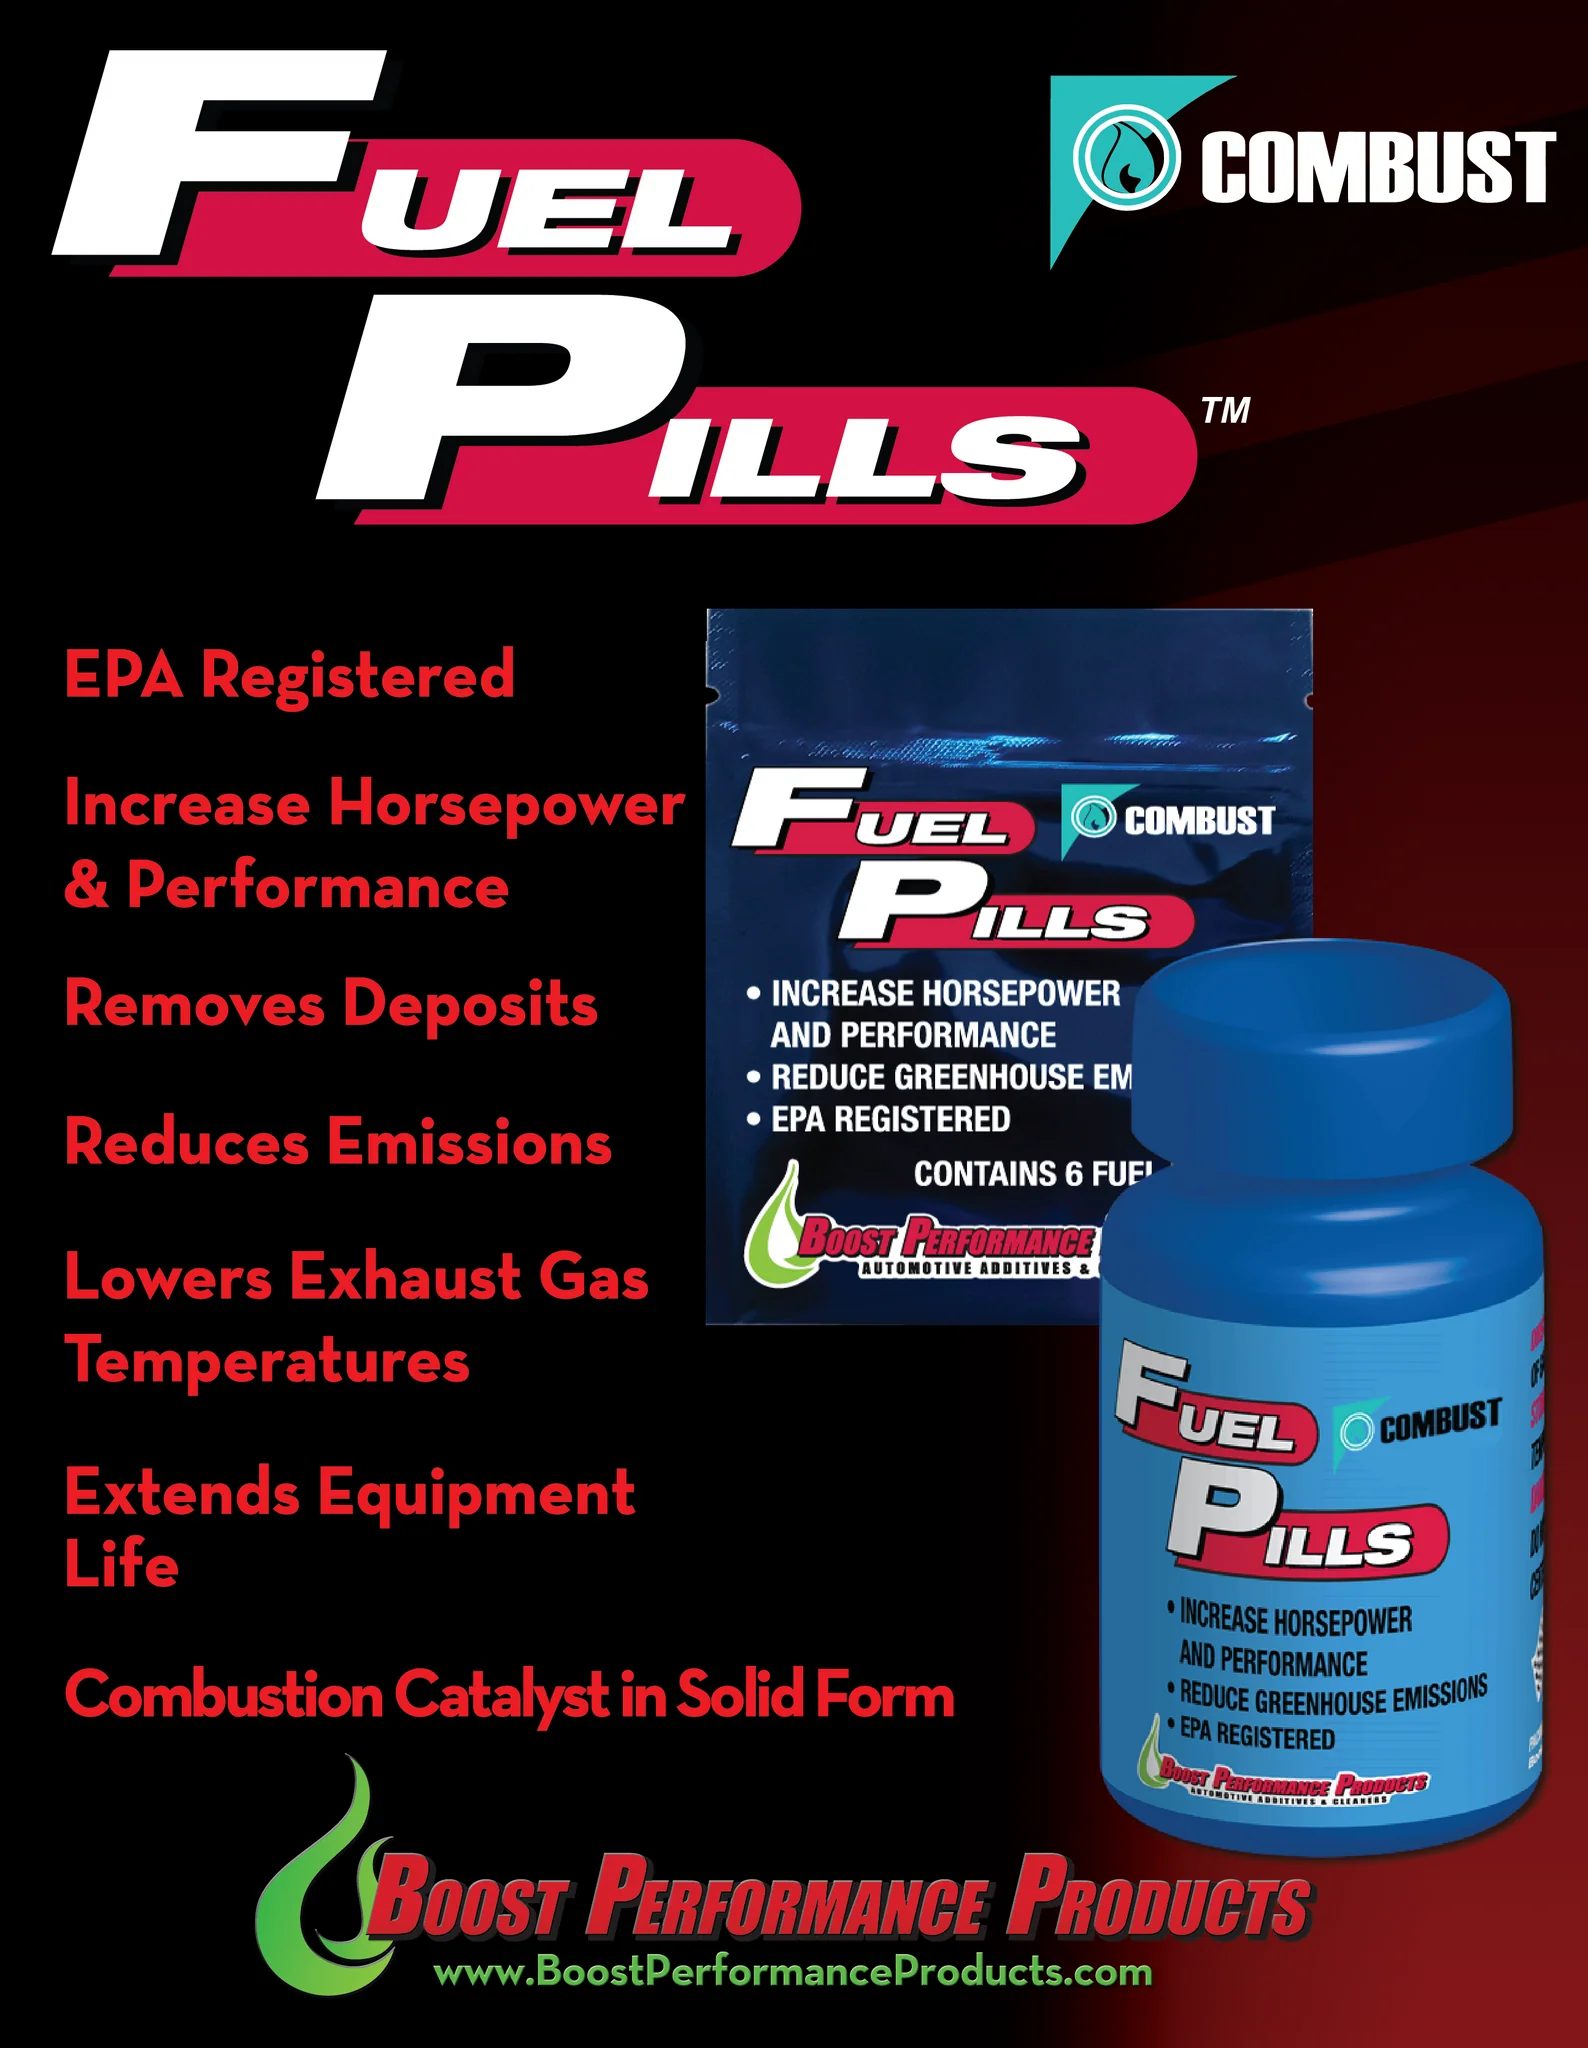 FUEL
PILLS
TM
COMBUST
EPA Registered
Increase Horsepower
& Performance
Removes Deposits
Reduces Emissions
Lowers Exhaust Gas
Temperatures
Extends Equipment
Life
Combustion Catalyst in Solid Form
FUEL
PILLS
COMBUST
• INCREASE HORSEPOWER
AND PERFORMANCE
• REDUCE GREENHOUSE
• EPA REGISTERED
CONTAINS 6 FUEL
BOOST PERFORMANCE
AUTOMOTIVE ADDITIVES &
FUEL
PILLS
COMBUST
• INCREASE HORSEPOWER
AND PERFORMANCE
• REDUCE GREENHOUSE EMISSIONS
• EPA REGISTERED
BOOST PERFORMANCE PRODUCTS
AUTOMOTIVE ADDITIVES & CLEANERS
BOOST PERFORMANCE PRODUCTS
www.BoostPerformanceProducts.com